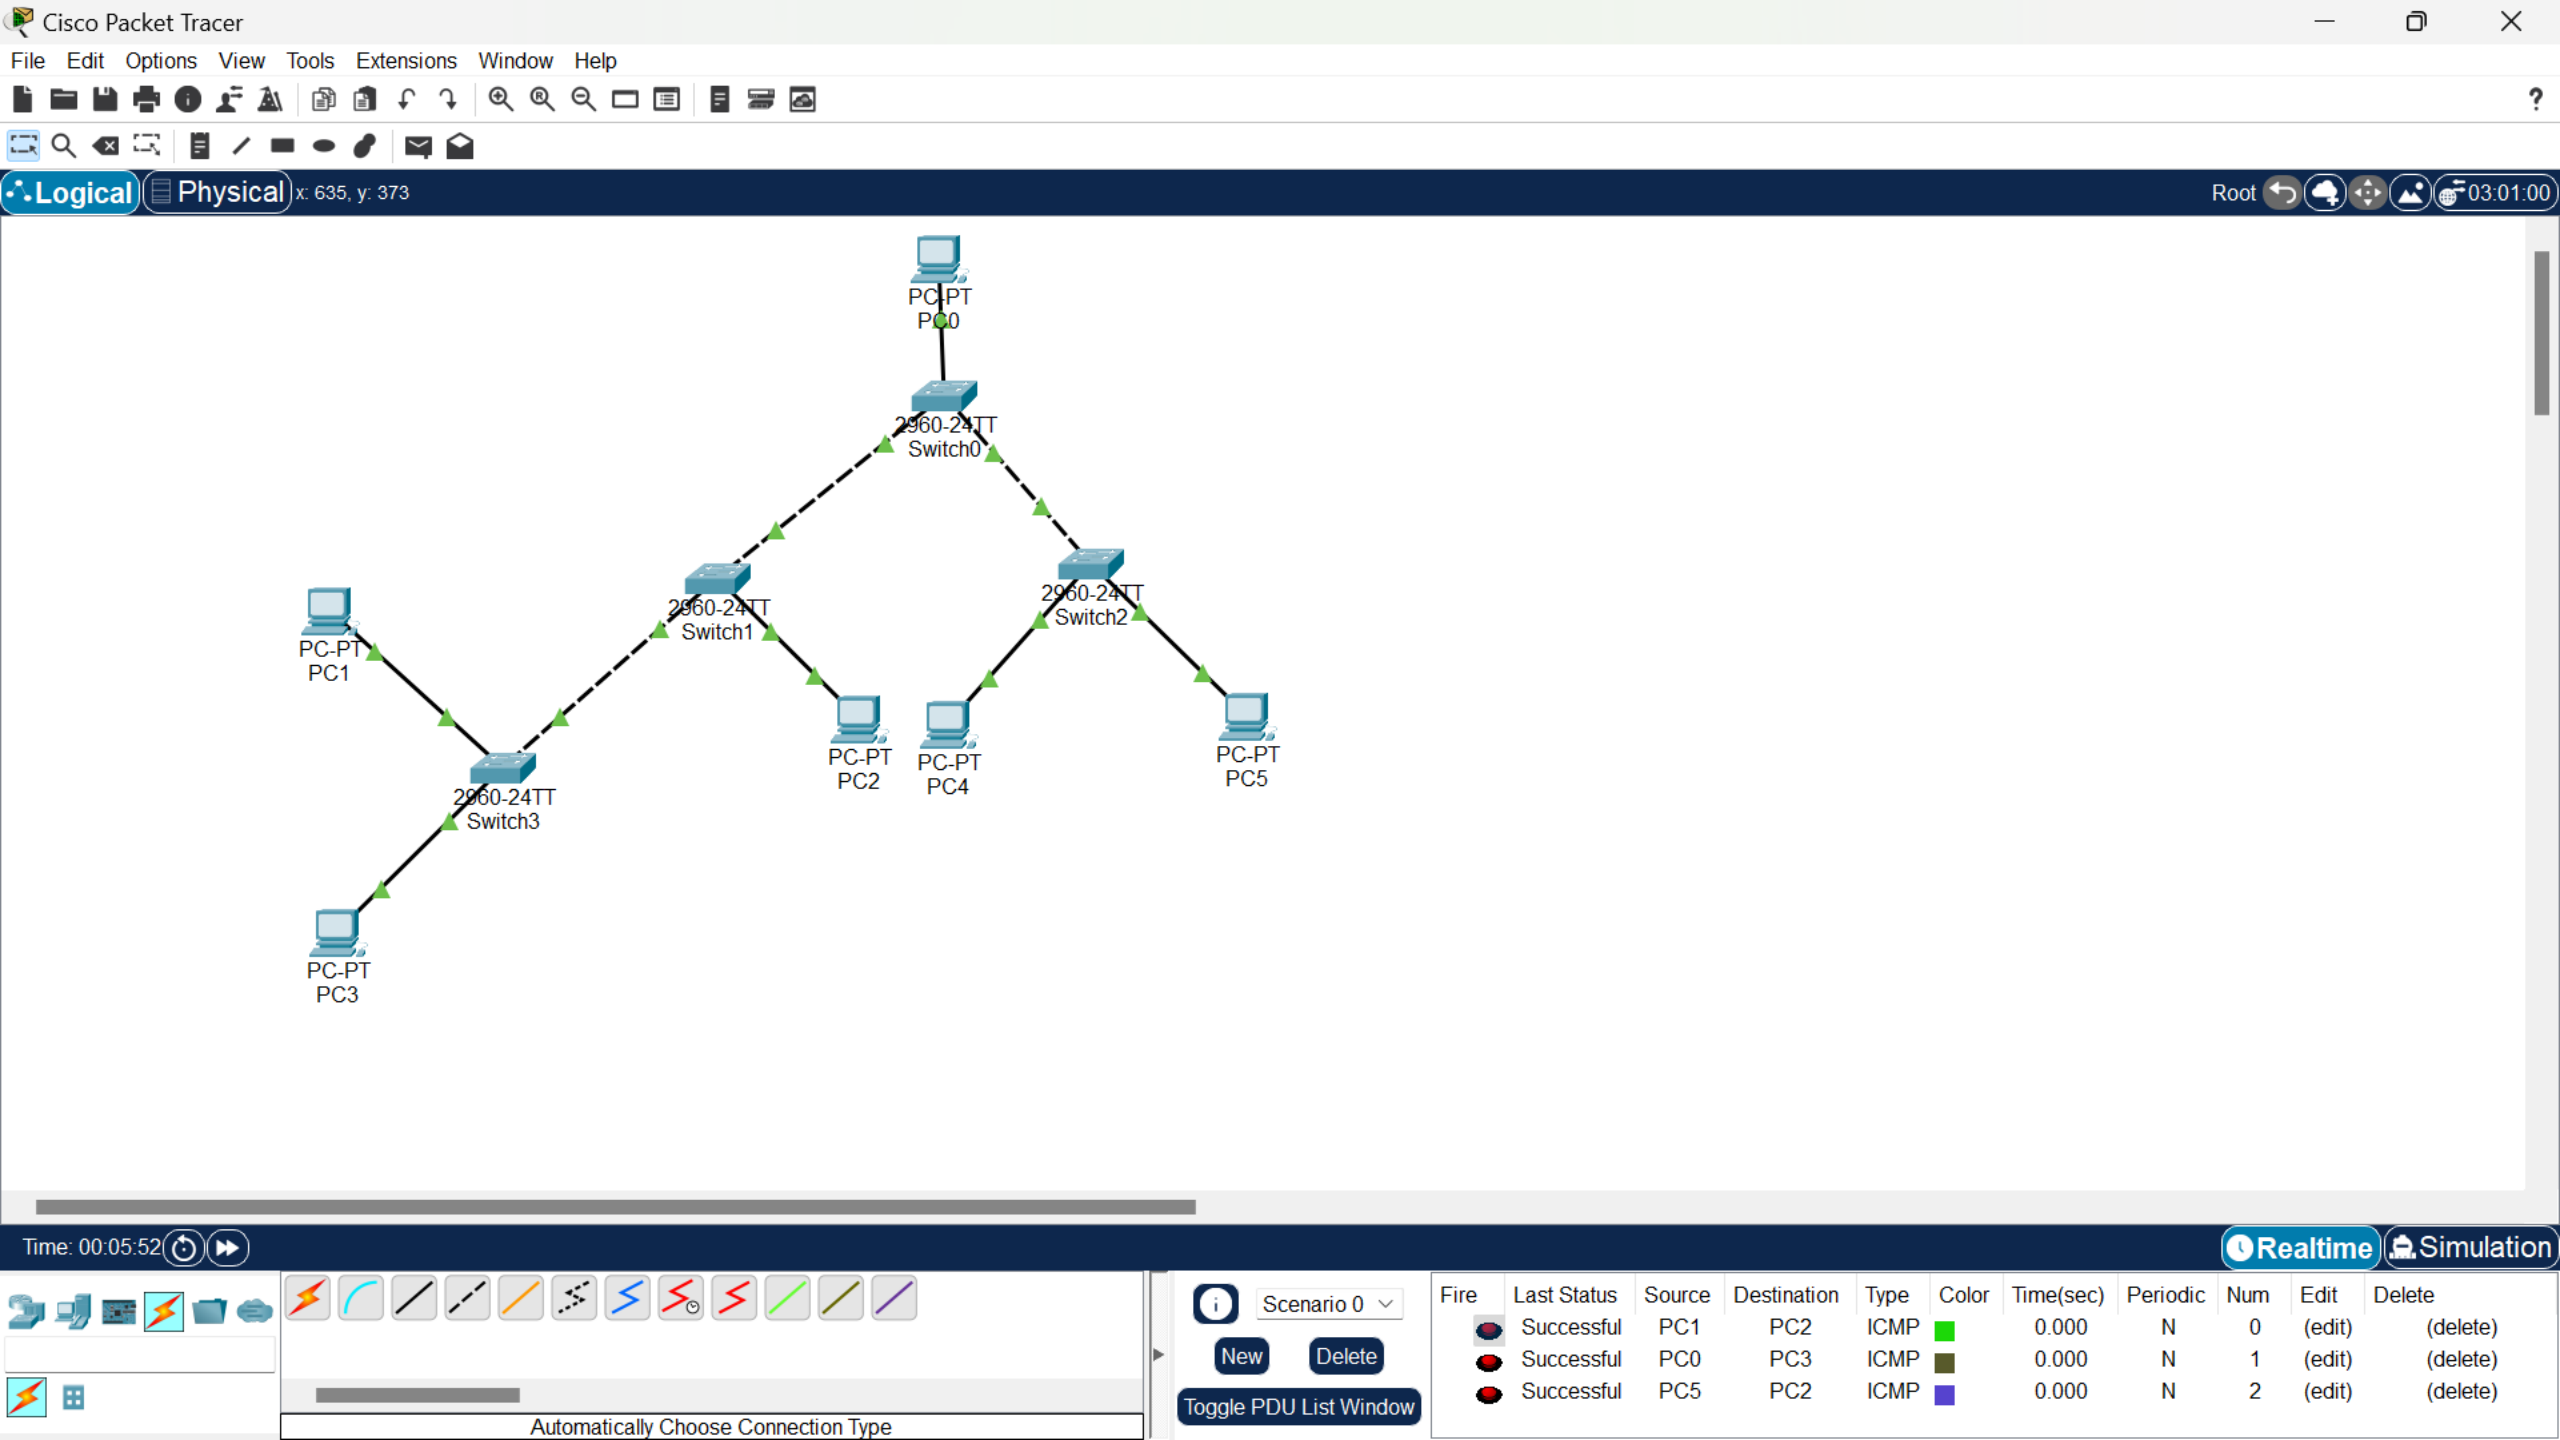 Cisco Packet Tracer
File Edit Options View Tools Extensions Window Help
?
Logical Physical x: 635, y: 373 Root 03:01:00
PC-PT
PC0
2960-24TT
Switch0
2960-24TT
Switch1
2960-24TT
Switch2
PC-PT
PC1
PC-PT
PC2
PC-PT
PC4
PC-PT
PC5
2960-24TT
Switch3
PC-PT
PC3
Time: 00:05:52 Realtime Simulation
Automatically Choose Connection Type
Scenario 0
New Delete
Toggle PDU List Window
Fire Last Status Source Destination Type Color Time(sec) Periodic Num Edit Delete
Successful PC1 PC2 ICMP 0.000 N 0 (edit) (delete)
Successful PC0 PC3 ICMP 0.000 N 1 (edit) (delete)
Successful PC5 PC2 ICMP 0.000 N 2 (edit) (delete)